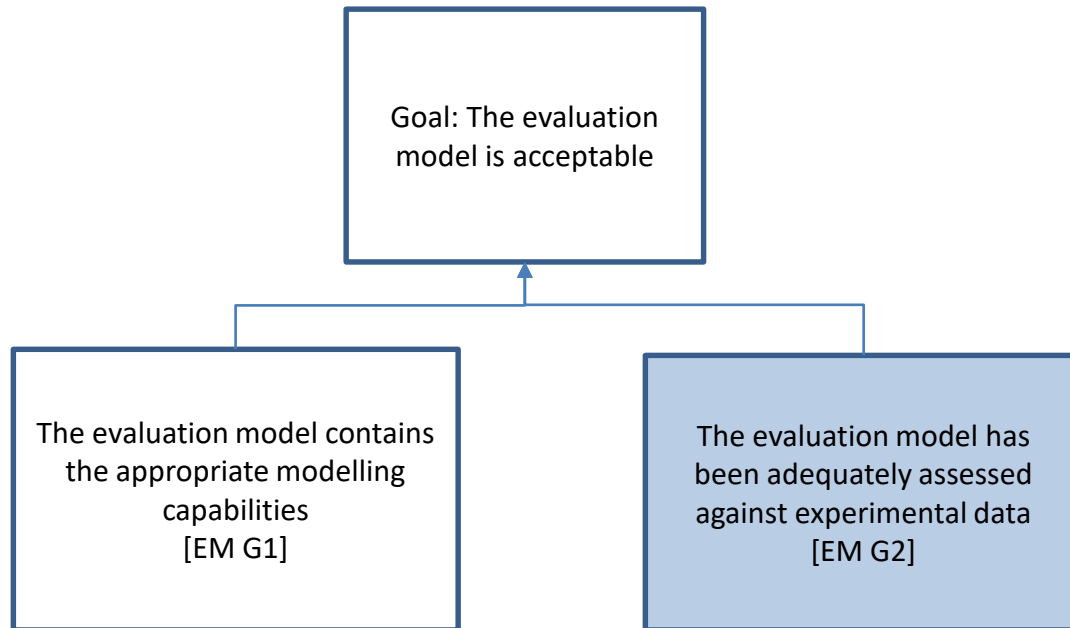 Goal: The evaluation
model is acceptable
The evaluation model contains
the appropriate modelling
capabilities
[EM G1]
The evaluation model has
been adequately assessed
against experimental data
[EM G2]